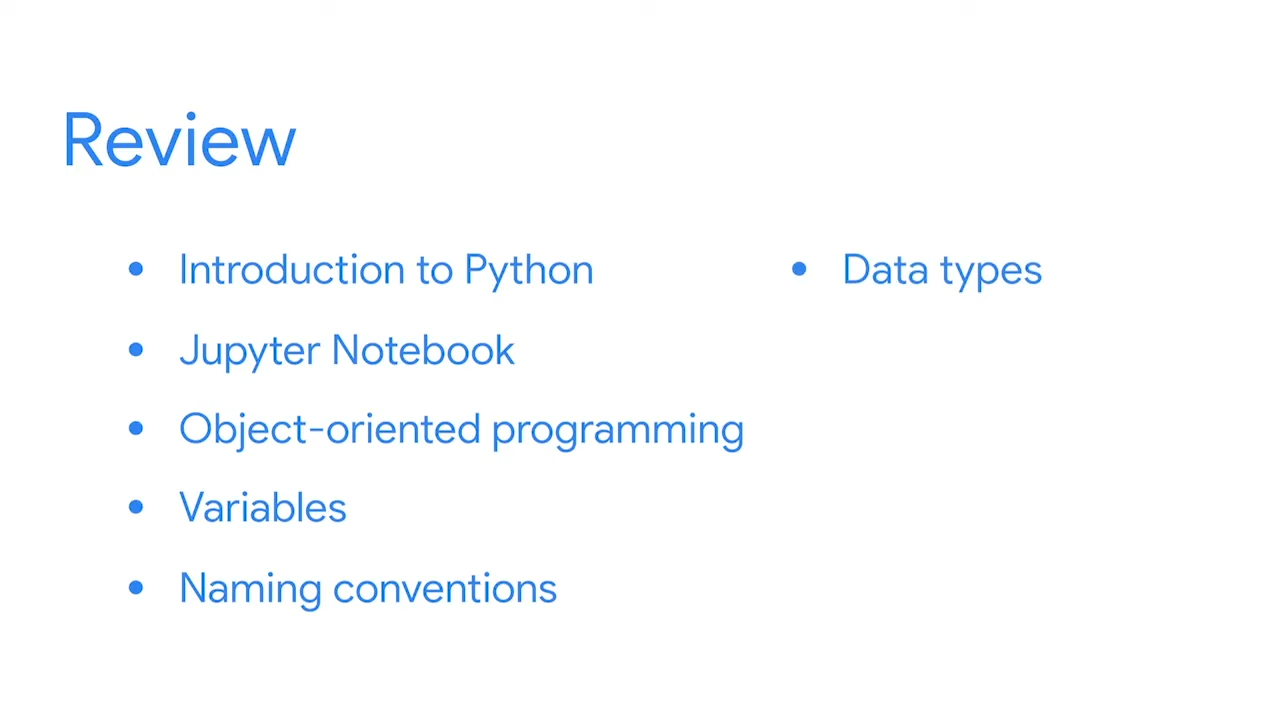 Review
• Introduction to Python
• Jupyter Notebook
• Object-oriented programming
• Variables
• Naming conventions
• Data types